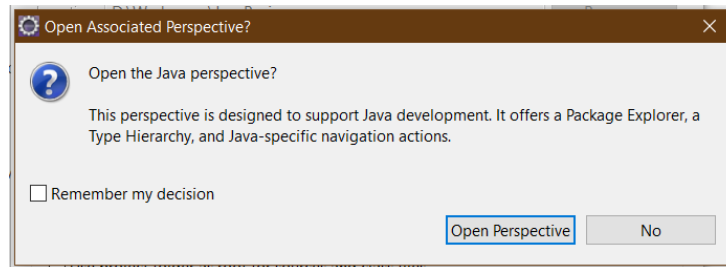 Open Associated Perspective?
Open the Java perspective?
This perspective is designed to support Java development. It offers a Package Explorer, a
Type Hierarchy, and Java-specific navigation actions.
Remember my decision
Open Perspective
No